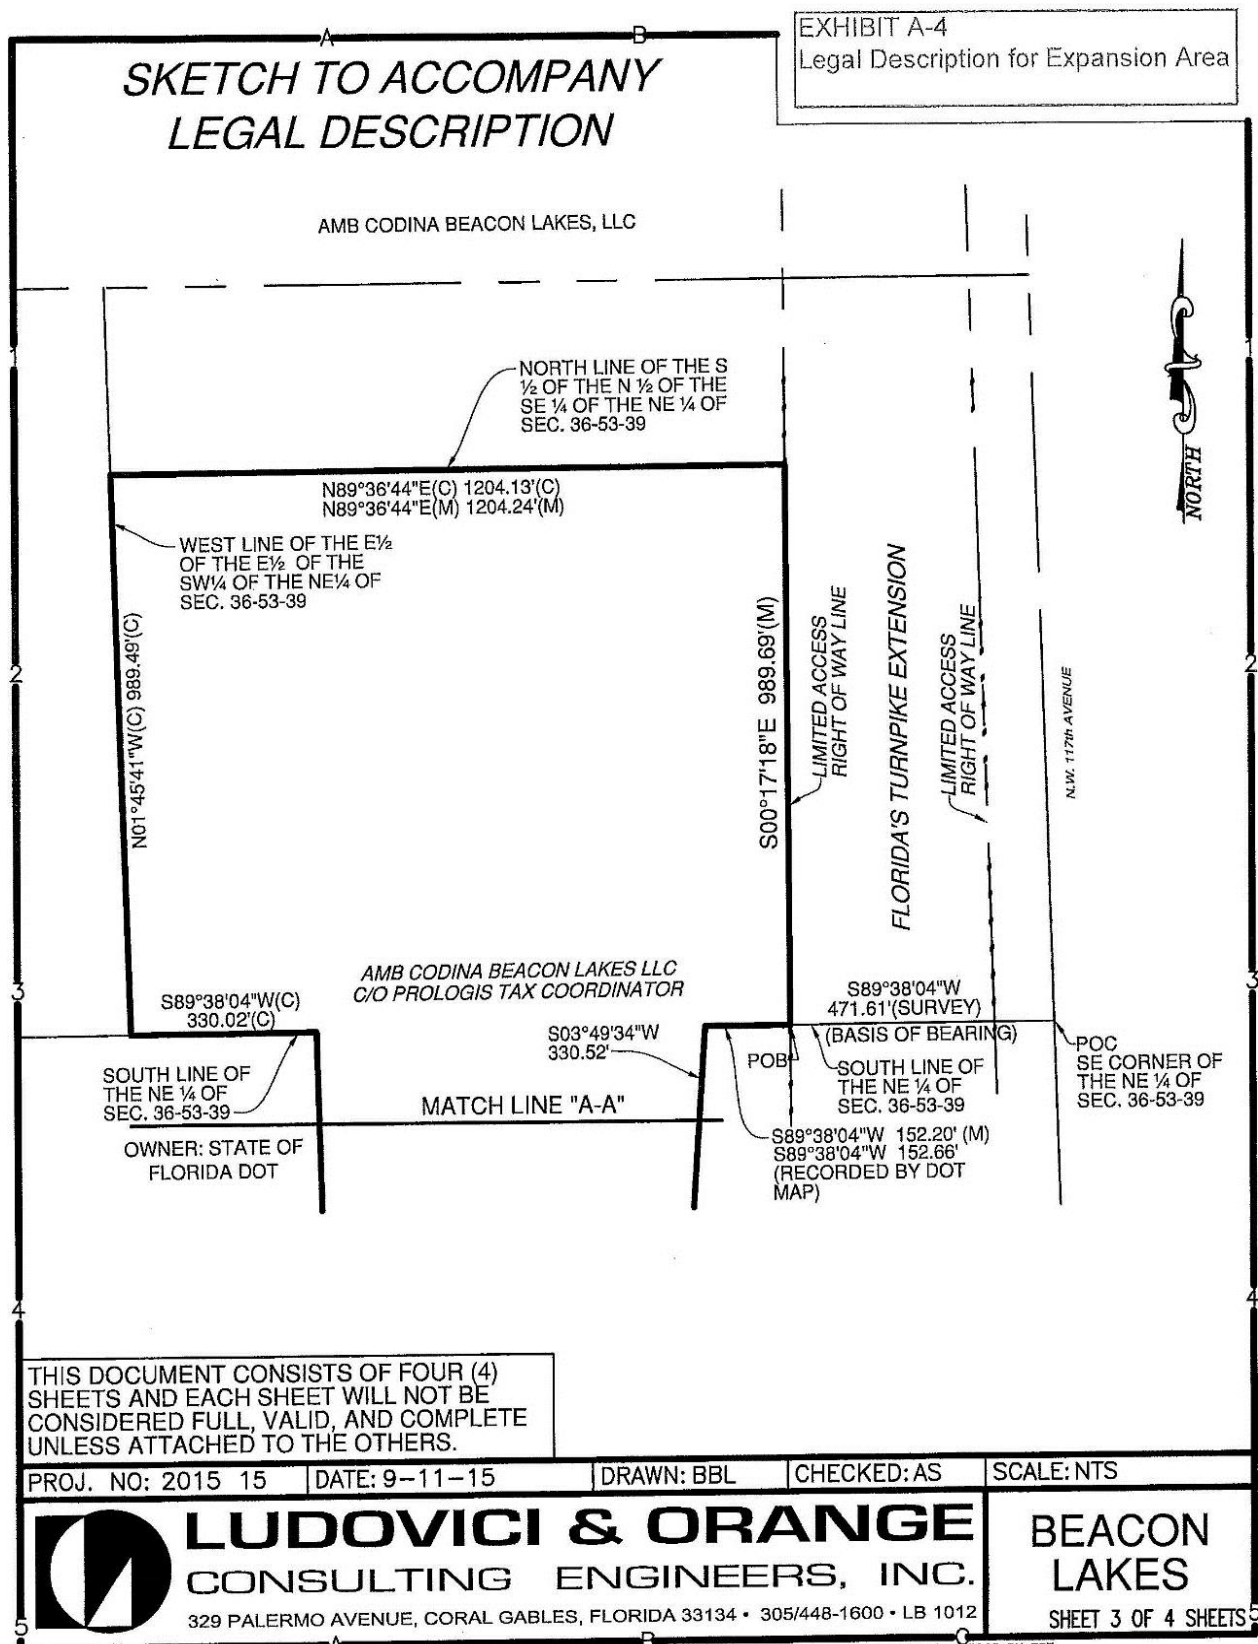 EXHIBIT A-4
Legal Description for Expansion Area
A
B
SKETCH TO ACCOMPANY
LEGAL DESCRIPTION
AMB CODINA BEACON LAKES, LLC
1
1
NORTH LINE OF THE S
½ OF THE N ½ OF THE
SE ¼ OF THE NE ¼ OF
SEC. 36-53-39
NORTH
N89°36'44"E(C) 1204.13'(C)
N89°36'44"E(M) 1204.24'(M)
WEST LINE OF THE E½
OF THE E½ OF THE
SW¼ OF THE NE¼ OF
SEC. 36-53-39
N01°45'41"W(C) 989.49'(C)
S00°17'18"E 989.69'(M)
LIMITED ACCESS
RIGHT OF WAY LINE
FLORIDA'S TURNPIKE EXTENSION
LIMITED ACCESS
RIGHT OF WAY LINE
N.W. 117th AVENUE
2
2
AMB CODINA BEACON LAKES LLC
C/O PROLOGIS TAX COORDINATOR
3
3
S89°38'04"W(C)
330.02'(C)
S03°49'34"W
330.52'
S89°38'04"W
471.61'(SURVEY)
(BASIS OF BEARING)
POB
POC
SE CORNER OF
THE NE ¼ OF
SEC. 36-53-39
SOUTH LINE OF
THE NE ¼ OF
SEC. 36-53-39
SOUTH LINE OF
THE NE ¼ OF
SEC. 36-53-39
MATCH LINE "A-A"
OWNER: STATE OF
FLORIDA DOT
S89°38'04"W 152.20' (M)
S89°38'04"W 152.66'
(RECORDED BY DOT
MAP)
4
4
THIS DOCUMENT CONSISTS OF FOUR (4)
SHEETS AND EACH SHEET WILL NOT BE
CONSIDERED FULL, VALID, AND COMPLETE
UNLESS ATTACHED TO THE OTHERS.
PROJ. NO: 2015 15
DATE: 9-11-15
DRAWN: BBL
CHECKED: AS
SCALE: NTS
LUDOVICI & ORANGE
CONSULTING ENGINEERS, INC.
329 PALERMO AVENUE, CORAL GABLES, FLORIDA 33134 • 305/448-1600 • LB 1012
BEACON
LAKES
SHEET 3 OF 4 SHEETS
5
5
A
B
C